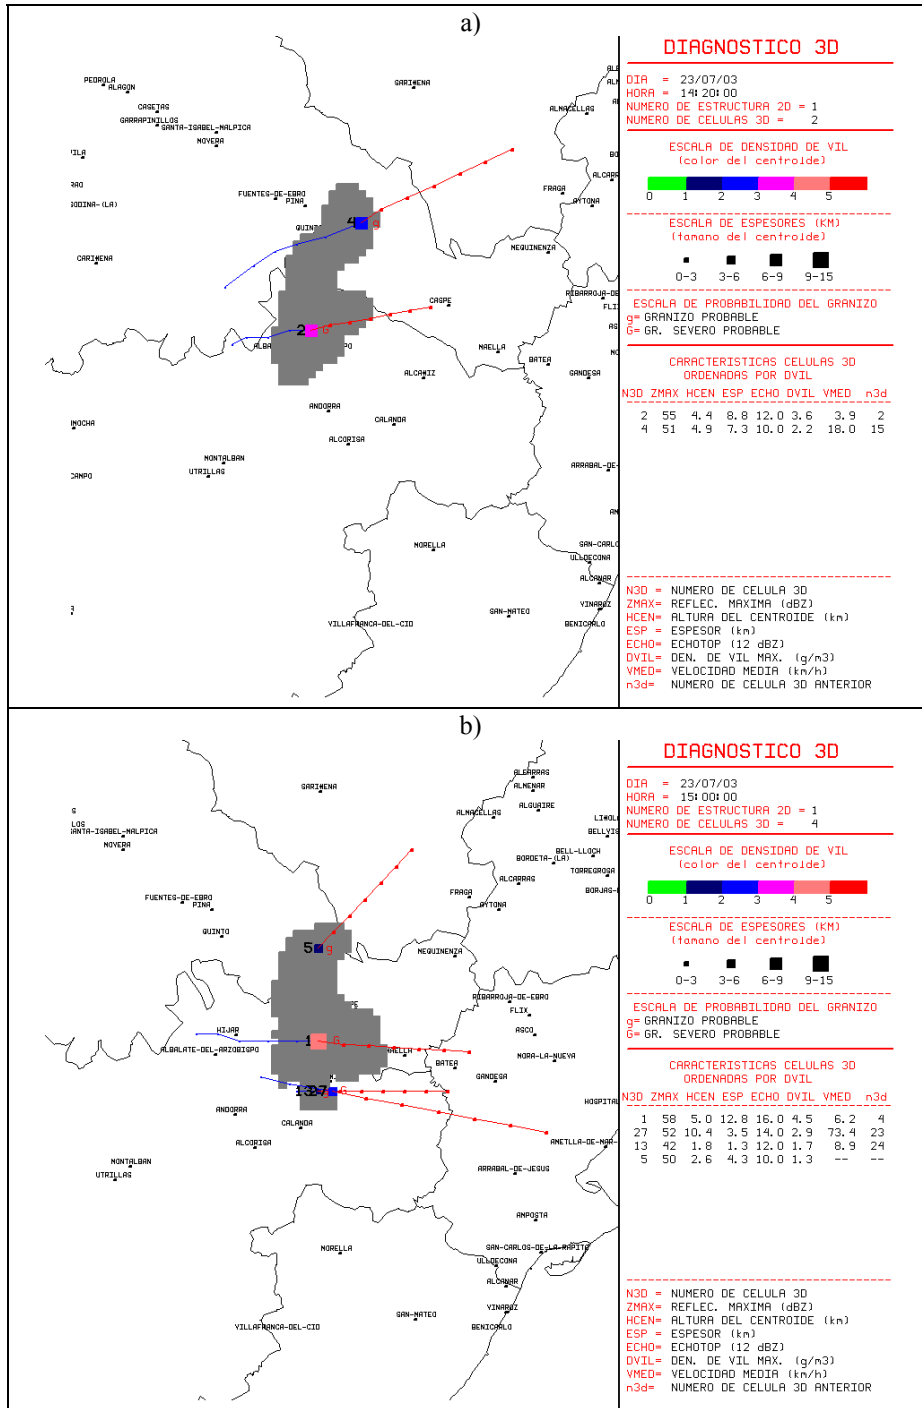 a)
DIAGNOSTICO 3D
DIA = 23/07/03
HORA = 14:20:00
NUMERO DE ESTRUCTURA 2D = 1
NUMERO DE CELULAS 3D = 2
ESCALA DE DENSIDAD DE VIL
(color del centroide)
0 1 2 3 4 5
ESCALA DE ESPESORES (KM)
(tamano del centroide)
0-3 3-6 6-9 9-15
ESCALA DE PROBABILIDAD DEL GRANIZO
g= GRANIZO PROBABLE
G= GR. SEVERO PROBABLE
CARACTERISTICAS CELULAS 3D
ORDENADAS POR DVIL
N3D ZMAX HCEN ESP ECHO DVIL VMED n3d
2 55 4.4 8.8 12.0 3.6 3.9 2
4 51 4.9 7.3 10.0 2.2 18.0 15
N3D = NUMERO DE CELULA 3D
ZMAX= REFLEC. MAXIMA (dBZ)
HCEN= ALTURA DEL CENTROIDE (km)
ESP = ESPESOR (km)
ECHO= ECHOTOP (12 dBZ)
DVIL= DEN. DE VIL MAX. (g/m3)
VMED= VELOCIDAD MEDIA (km/h)
n3d= NUMERO DE CELULA 3D ANTERIOR
PEDROLA
ALAGON
SARIÑENA
CASETAS
GARRAPINILLOS
SANTA-ISABEL-MALPICA
NOVERA
ALMACELLAS
FUENTES-DE-EBRO
PINA
FRAGA
AYTONA
GODINA-(LA)
4 g
MEQUINENZA
CARIÑENA
RIBARROJA-DE-
CASPE
2 G
MAELLA
BATEA
GANDESA
ALCAÑIZ
ANDORRA
CALANDA
ALCORISA
MONTALBAN
UTRILLAS
ARRABAL-DE-
MORELLA
SAN-CARLO
ULLDECONA
ALCANAR
SAN-MATEO
VINAROZ
VILLAFRANCA-DEL-CID
BENICARLO
b)
DIAGNOSTICO 3D
DIA = 23/07/03
HORA = 15:00:00
NUMERO DE ESTRUCTURA 2D = 1
NUMERO DE CELULAS 3D = 4
ESCALA DE DENSIDAD DE VIL
(color del centroide)
0 1 2 3 4 5
ESCALA DE ESPESORES (KM)
(tamano del centroide)
0-3 3-6 6-9 9-15
ESCALA DE PROBABILIDAD DEL GRANIZO
g= GRANIZO PROBABLE
G= GR. SEVERO PROBABLE
CARACTERISTICAS CELULAS 3D
ORDENADAS POR DVIL
N3D ZMAX HCEN ESP ECHO DVIL VMED n3d
1 58 5.0 12.8 16.0 4.5 6.2 4
27 52 10.4 3.5 14.0 2.9 73.4 23
13 42 1.8 1.3 12.0 1.7 8.9 24
5 50 2.6 4.3 10.0 1.3 -- --
N3D = NUMERO DE CELULA 3D
ZMAX= REFLEC. MAXIMA (dBZ)
HCEN= ALTURA DEL CENTROIDE (km)
ESP = ESPESOR (km)
ECHO= ECHOTOP (12 dBZ)
DVIL= DEN. DE VIL MAX. (g/m3)
VMED= VELOCIDAD MEDIA (km/h)
n3d= NUMERO DE CELULA 3D ANTERIOR
ALBARRAS
SARIÑENA
ALMENAR
ALGUAIRE
ALMACELLAS
SANTA-ISABEL-MALPICA
NOVERA
BELL-LLOCH
BORDETA-(LA)
TORREGROSA
ALCARRAS
FRAGA
FUENTES-DE-EBRO
PINA
AYTONA
QUINTO
5 g
MEQUINENZA
RIBARROJA-DE-EBRO
FLIX
HIJAR
ASCO
1 G
ALBALATE-DEL-ARZOBISPO
MORA-LA-NUEVA
BATEA
GANDESA
G
ANDORRA
HOSPITAL
CALANDA
ALCORISA
AMETLLA-DE-MAR-
MONTALBAN
UTRILLAS
ARRABAL-DE-JESUS
AMPOSTA
MORELLA
SAN-CARLOS-DE-LA-RAPITA
ULLDECONA
ALCANAR
SAN-MATEO
VINAROZ
VILLAFRANCA-DEL-CID
BENICARLO